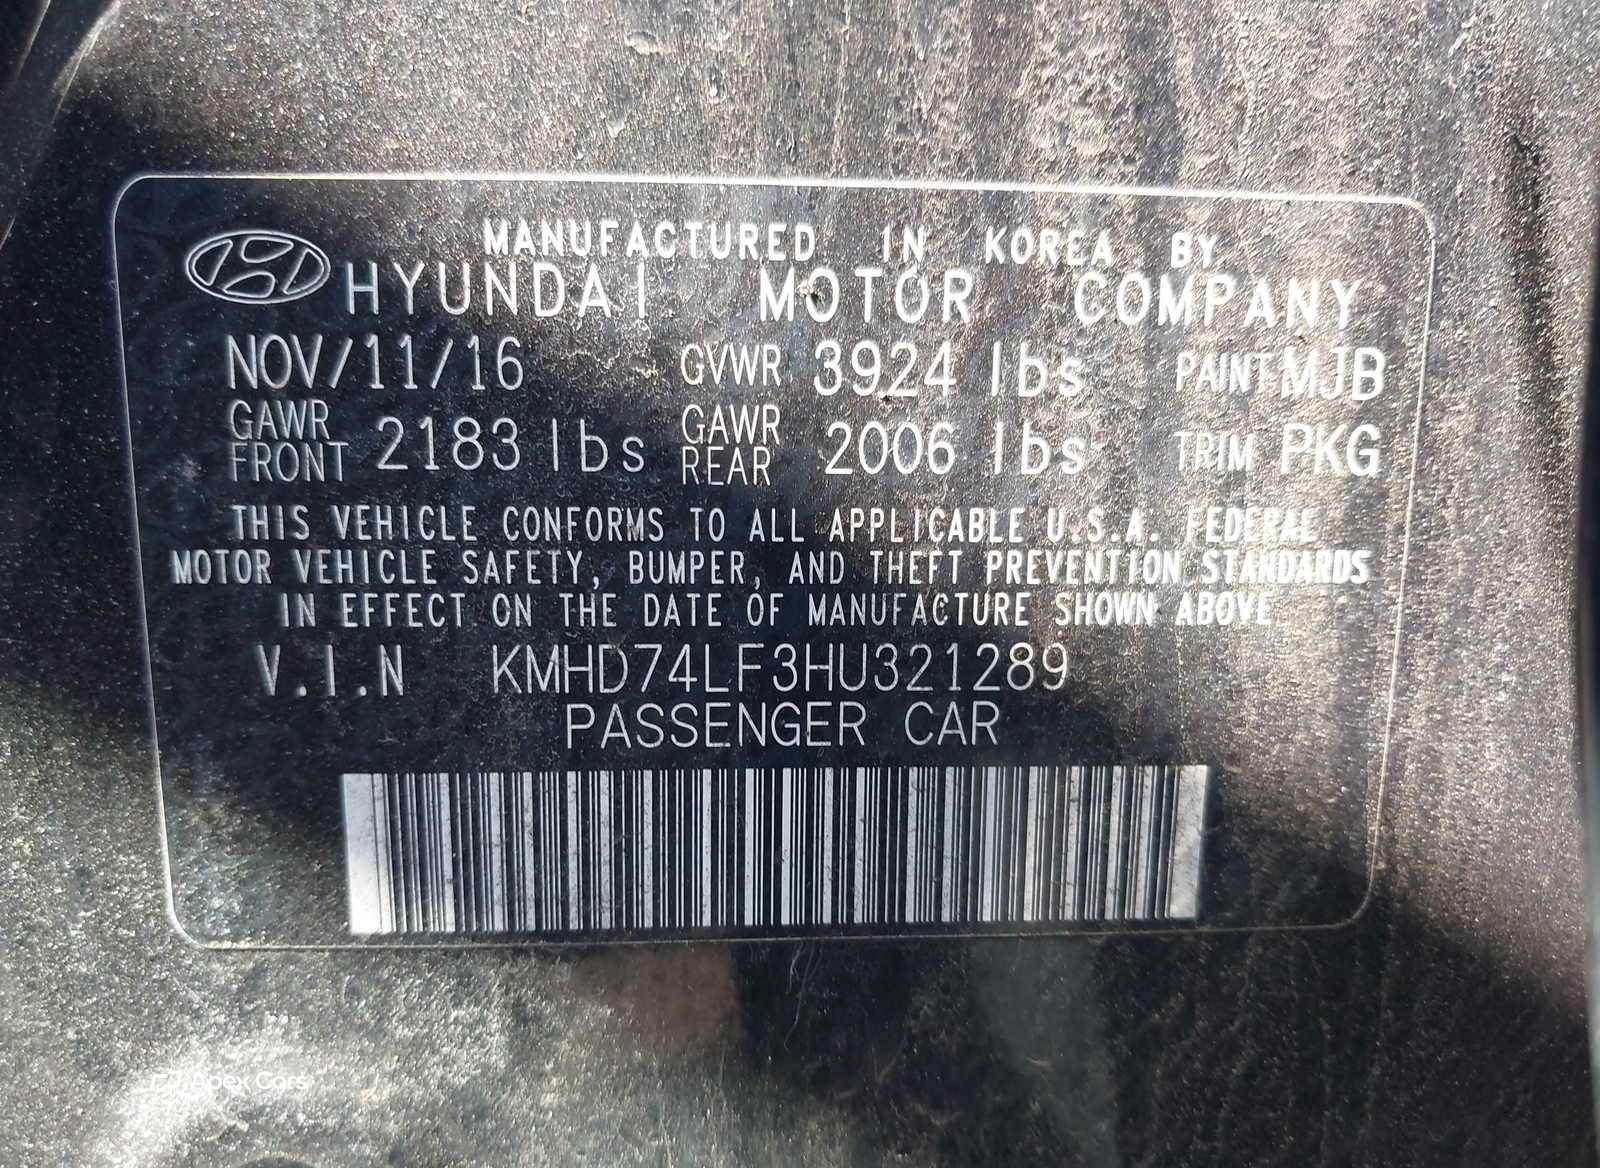 MANUFACTURED IN KOREA BY
HYUNDAI MOTOR COMPANY
NOV/11/16 GVWR 3924 lbs PAINT MJB
GAWR FRONT 2183 lbs GAWR REAR 2006 lbs TRIM PKG
THIS VEHICLE CONFORMS TO ALL APPLICABLE U.S.A. FEDERAL
MOTOR VEHICLE SAFETY, BUMPER, AND THEFT PREVENTION STANDARDS
IN EFFECT ON THE DATE OF MANUFACTURE SHOWN ABOVE
V.I.N KMHD74LF3HU321289
PASSENGER CAR
Apex Cars